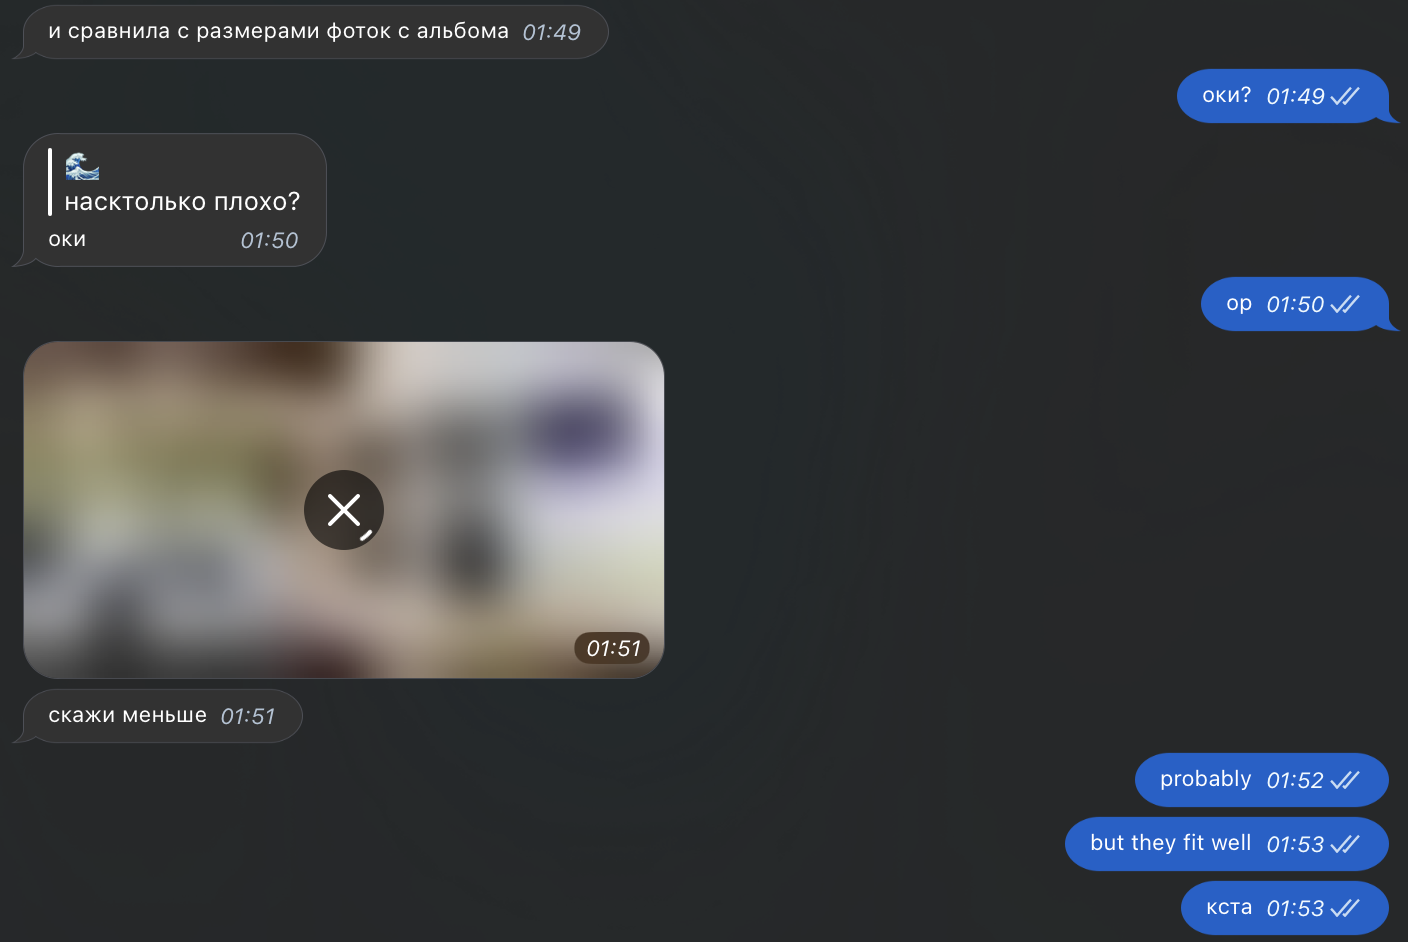 и сравнила с размерами фоток с альбома 01:49
оки? 01:49
🌊
насктолько плохо?
оки 01:50
ор 01:50
01:51
скажи меньше 01:51
probably 01:52
but they fit well 01:53
кста 01:53